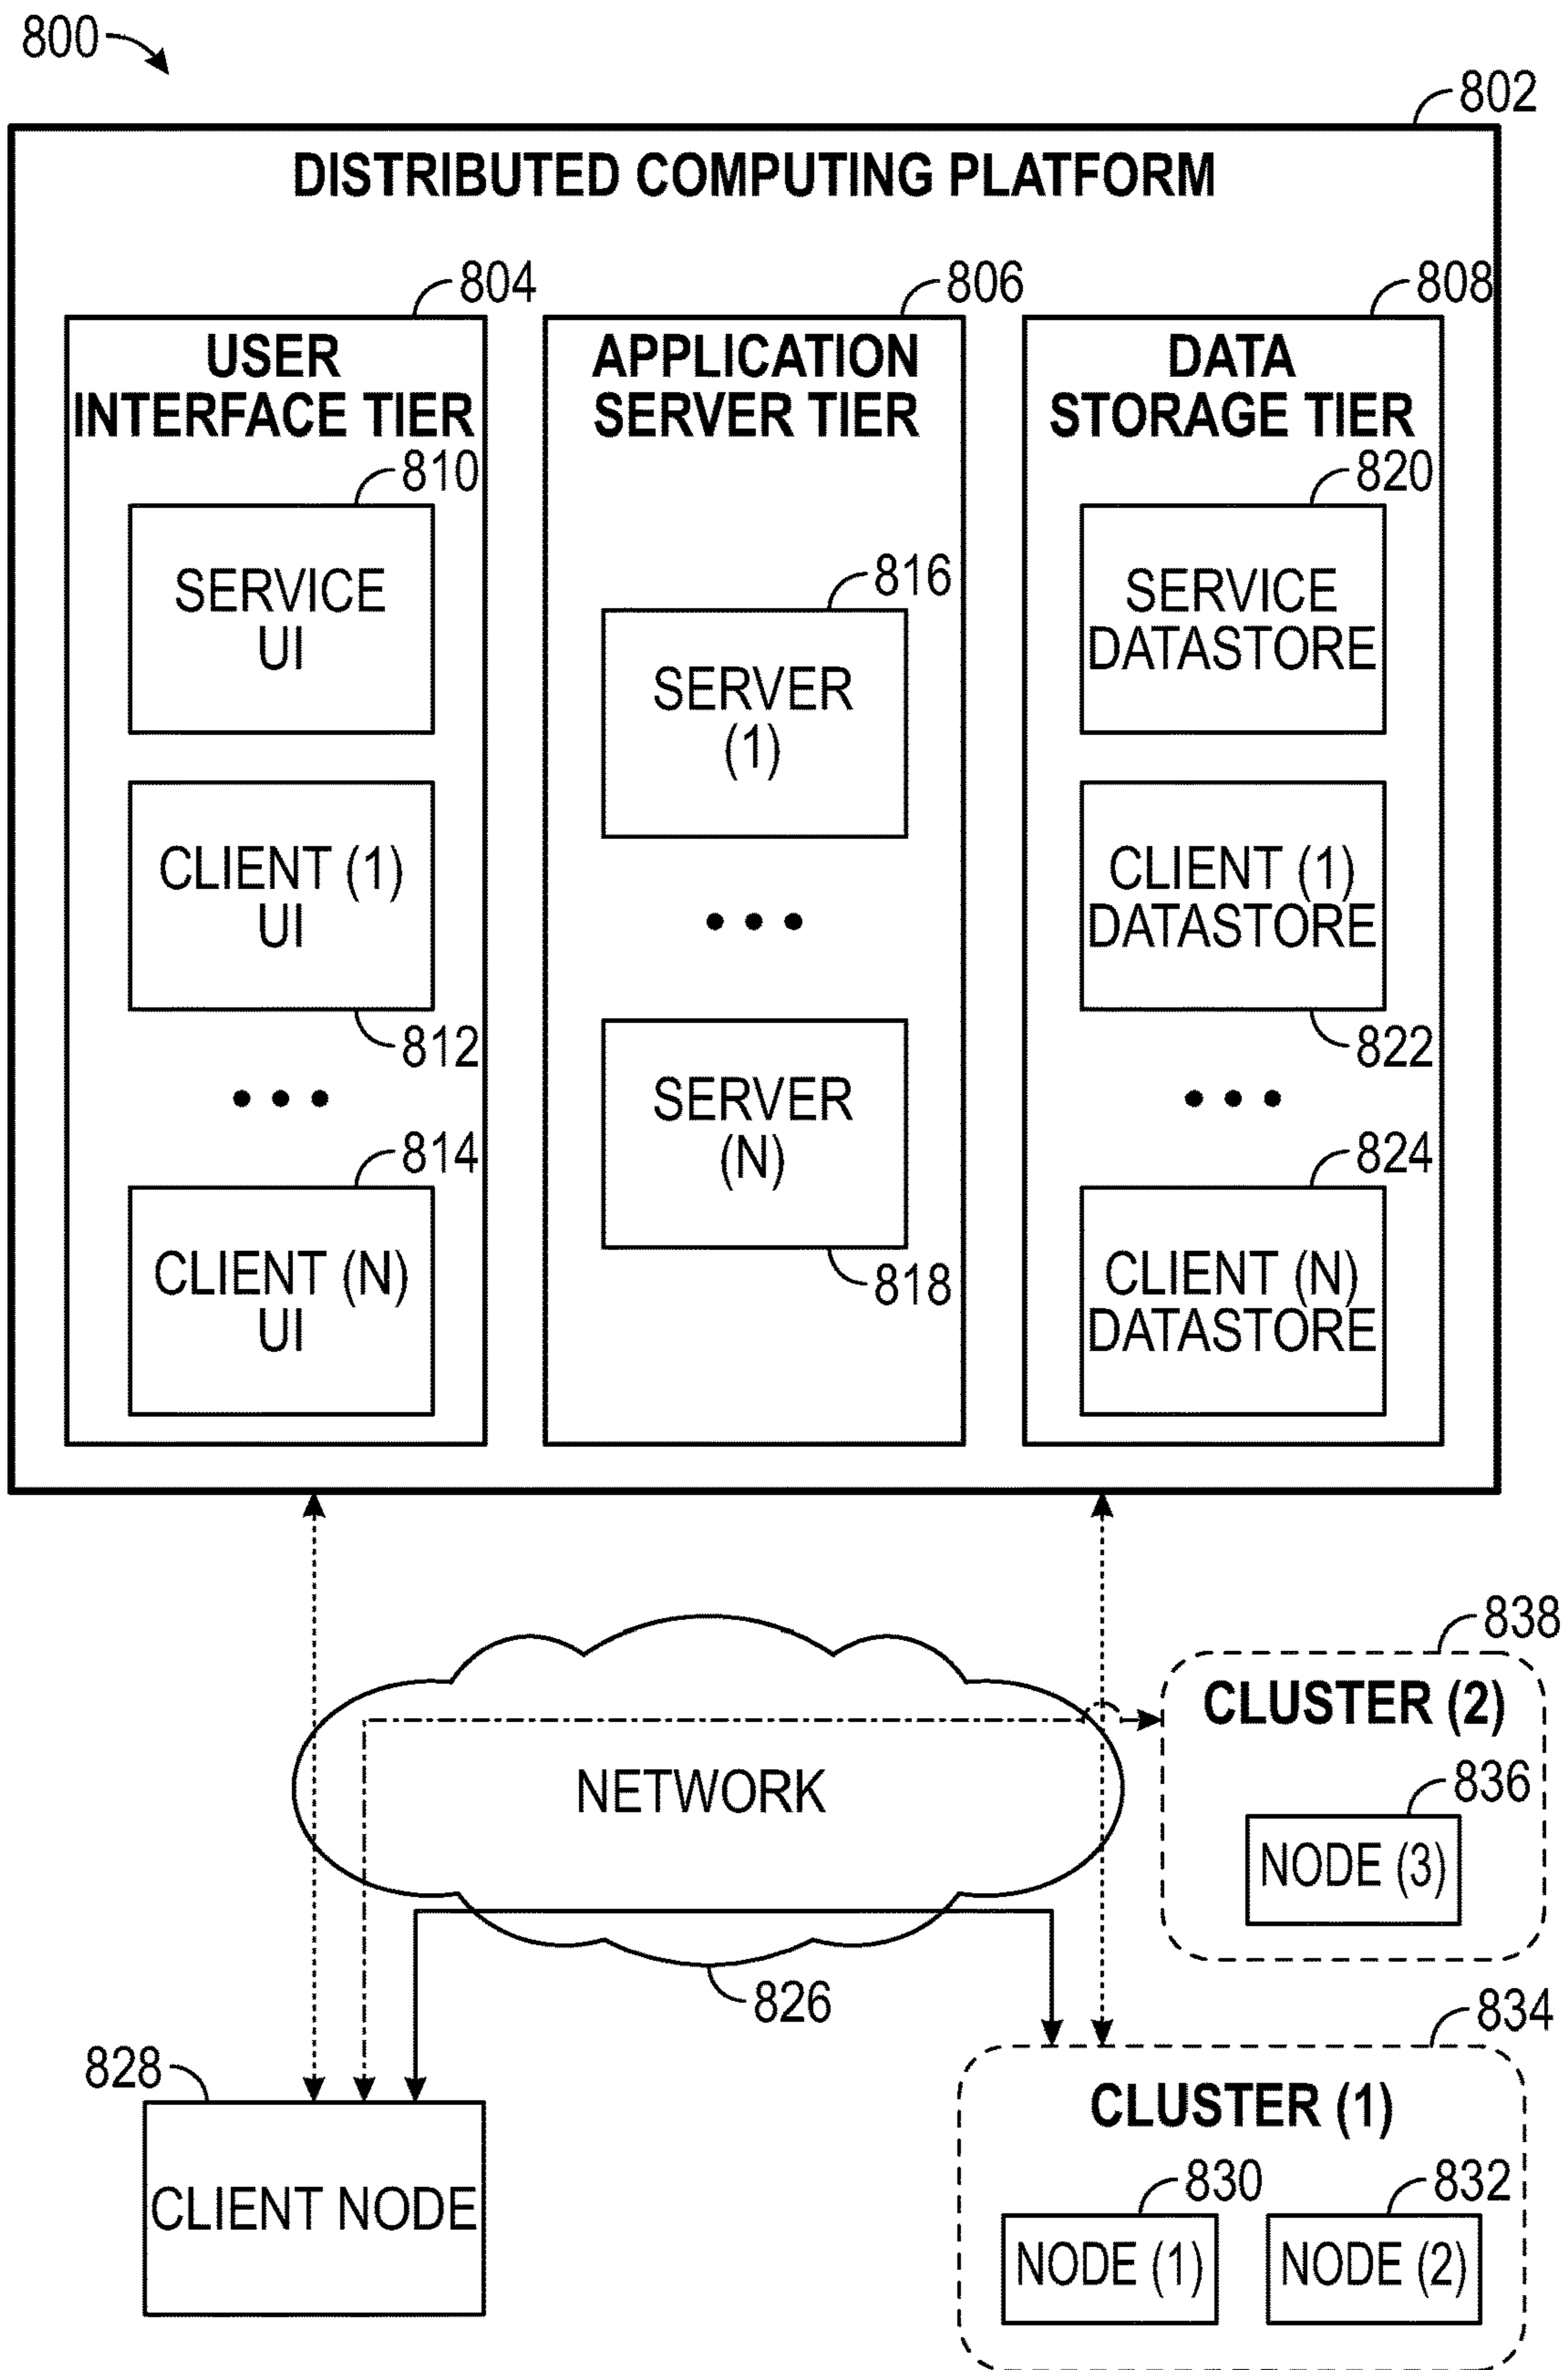 800
802
DISTRIBUTED COMPUTING PLATFORM
804
USER
INTERFACE TIER
810
SERVICE
UI
CLIENT (1)
UI
812
814
CLIENT (N)
UI
806
APPLICATION
SERVER TIER
816
SERVER
(1)
SERVER
(N)
818
808
DATA
STORAGE TIER
820
SERVICE
DATASTORE
CLIENT (1)
DATASTORE
822
824
CLIENT (N)
DATASTORE
NETWORK
826
838
CLUSTER (2)
836
NODE (3)
828
CLIENT NODE
834
CLUSTER (1)
830
NODE (1)
832
NODE (2)